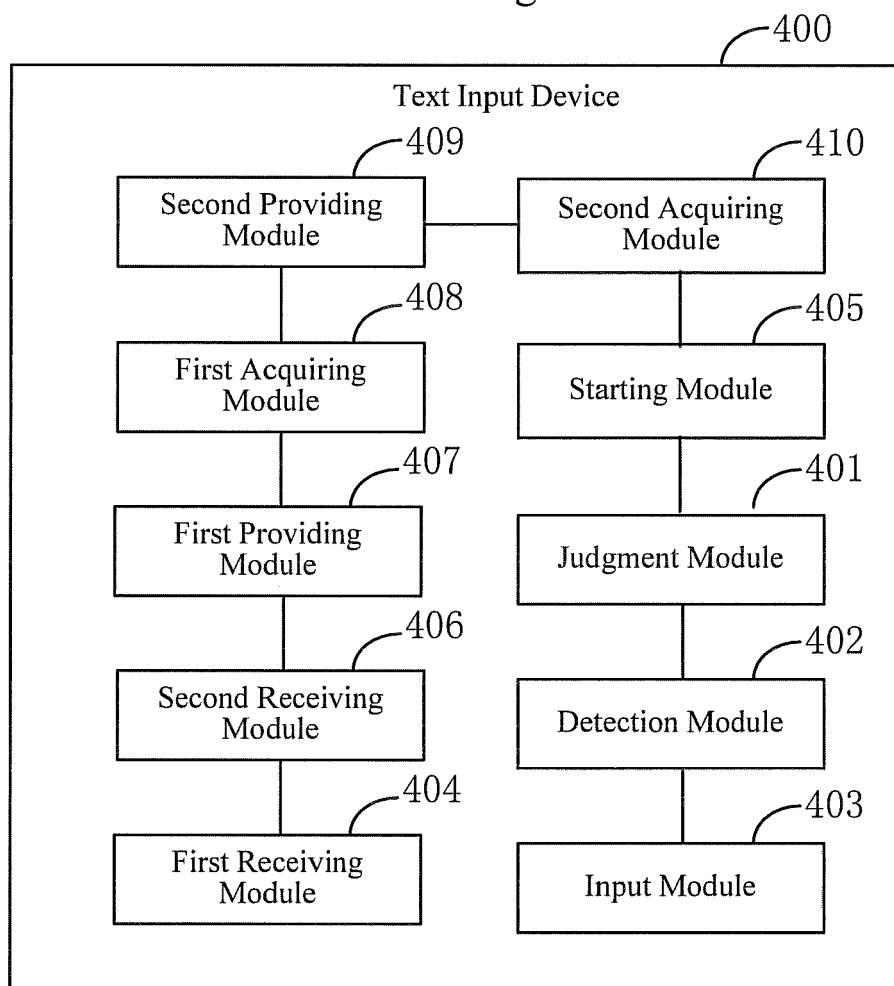 400
Text Input Device
409
Second Providing
Module
410
Second Acquiring
Module
408
First Acquiring
Module
405
Starting Module
407
First Providing
Module
401
Judgment Module
406
Second Receiving
Module
402
Detection Module
404
First Receiving
Module
403
Input Module